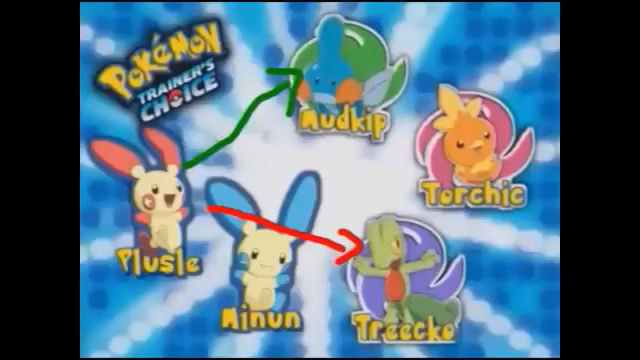 POKéMON
TRAINER'S
CHOICE
Mudkip
Torchic
Plusle
Minun
Treecko